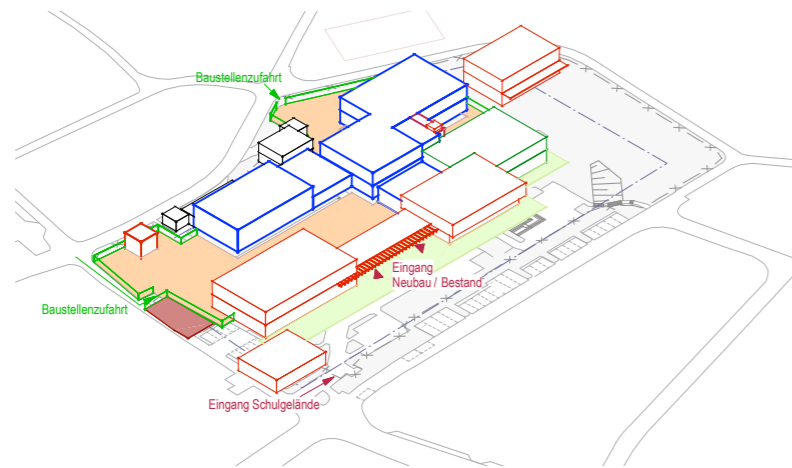 Baustellenzufahrt
Eingang
Neubau / Bestand
Baustellenzufahrt
Eingang Schulgelände